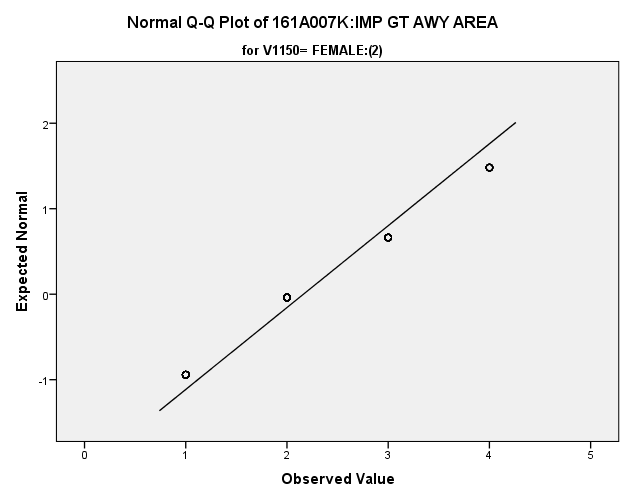 Normal Q-Q Plot of 161A007K:IMP GT AWY AREA
for V1150= FEMALE:(2)
Expected Normal
2
1
0
-1
0 1 2 3 4 5
Observed Value